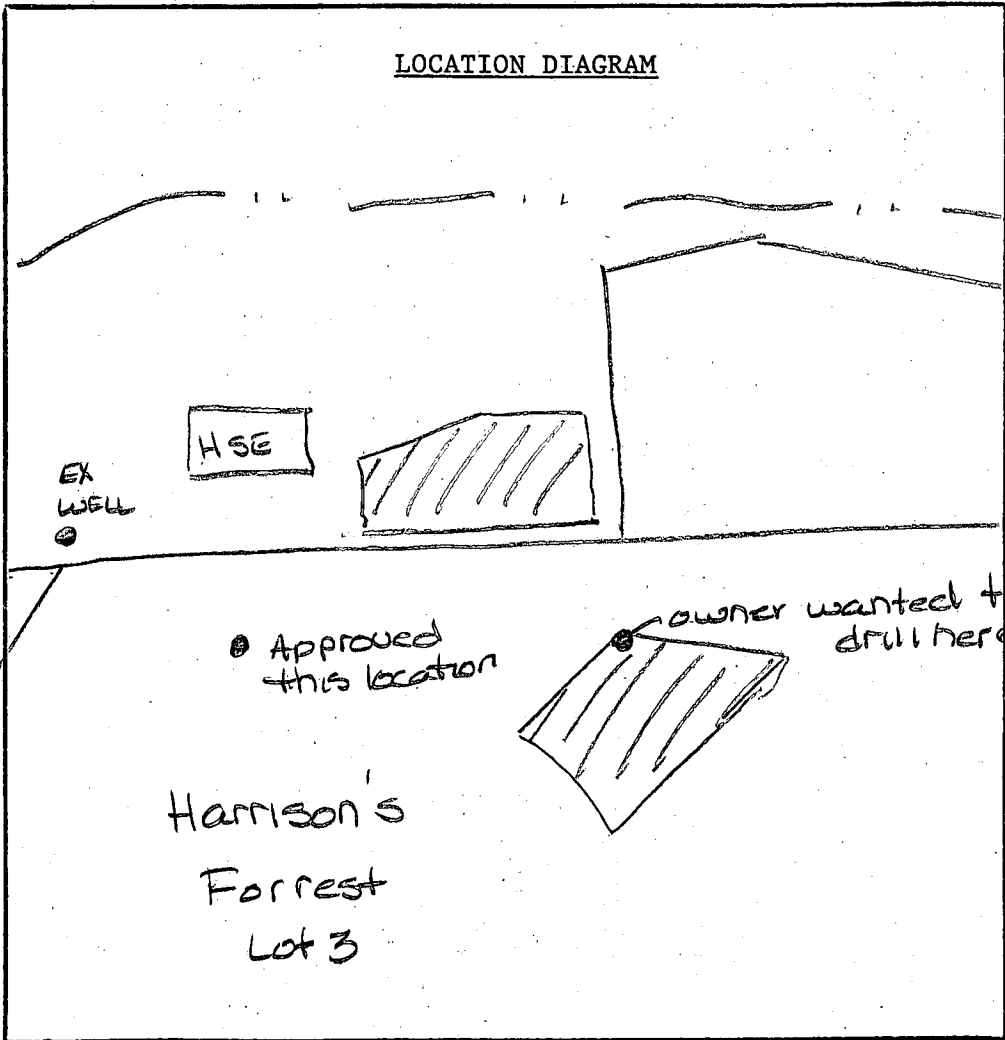 LOCATION DIAGRAM
HSE
EX
WELL
owner wanted t
drill here
Approved
this location
Harrison's
Forrest
Lot 3